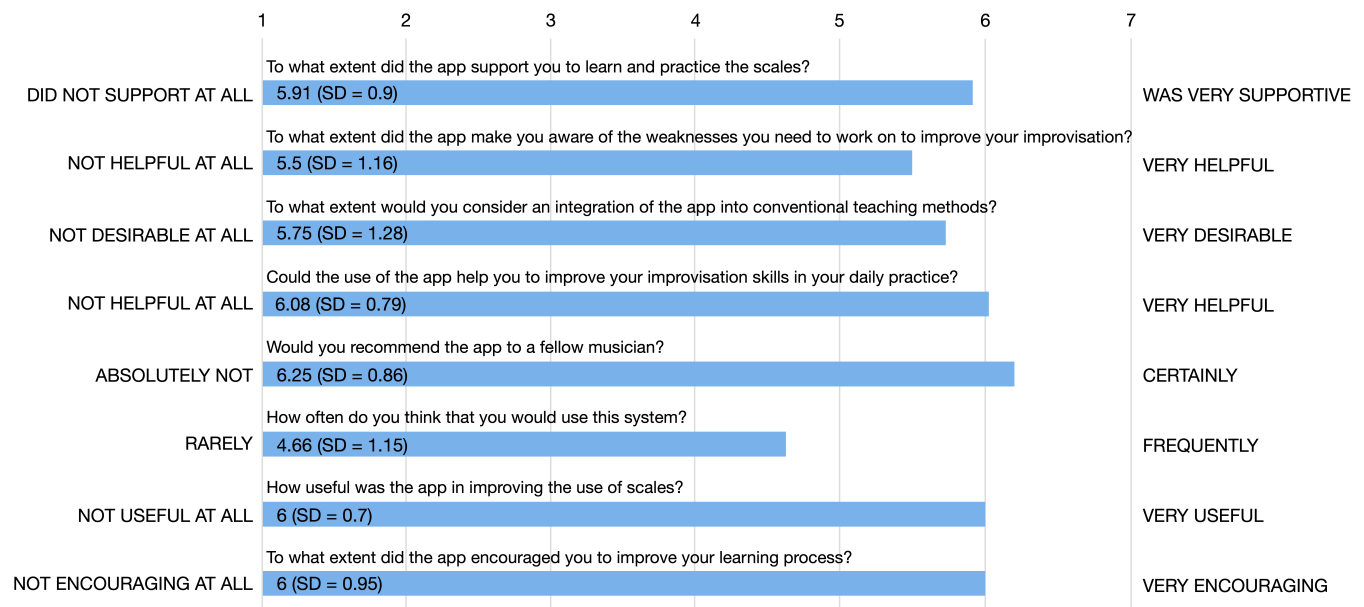 1 2 3 4 5 6 7
To what extent did the app support you to learn and practice the scales?
DID NOT SUPPORT AT ALL 5.91 (SD = 0.9) WAS VERY SUPPORTIVE
To what extent did the app make you aware of the weaknesses you need to work on to improve your improvisation?
NOT HELPFUL AT ALL 5.5 (SD = 1.16) VERY HELPFUL
To what extent would you consider an integration of the app into conventional teaching methods?
NOT DESIRABLE AT ALL 5.75 (SD = 1.28) VERY DESIRABLE
Could the use of the app help you to improve your improvisation skills in your daily practice?
NOT HELPFUL AT ALL 6.08 (SD = 0.79) VERY HELPFUL
Would you recommend the app to a fellow musician?
ABSOLUTELY NOT 6.25 (SD = 0.86) CERTAINLY
How often do you think that you would use this system?
RARELY 4.66 (SD = 1.15) FREQUENTLY
How useful was the app in improving the use of scales?
NOT USEFUL AT ALL 6 (SD = 0.7) VERY USEFUL
To what extent did the app encouraged you to improve your learning process?
NOT ENCOURAGING AT ALL 6 (SD = 0.95) VERY ENCOURAGING